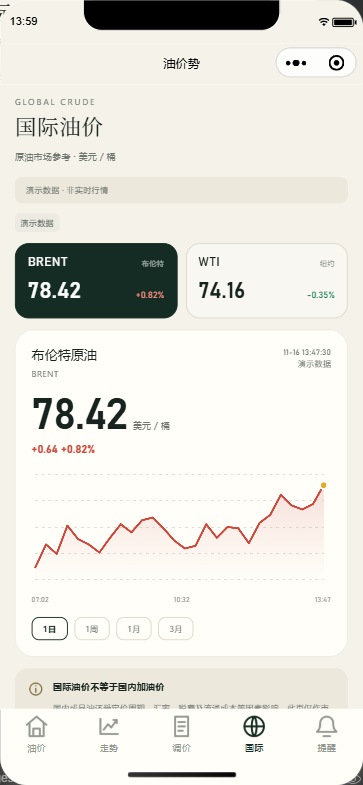 13:59
油价势
GLOBAL CRUDE
国际油价
原油市场参考 · 美元 / 桶
演示数据 · 非实时行情
演示数据
BRENT 布伦特
78.42 +0.82%
WTI 纽约
74.16 -0.35%
布伦特原油 11-16 13:47:30
BRENT 演示数据
78.42 美元 / 桶
+0.64 +0.82%
07:02 10:32 13:47
1日 1周 1月 3月
国际油价不等于国内加油价
油价 走势 调价 国际 提醒